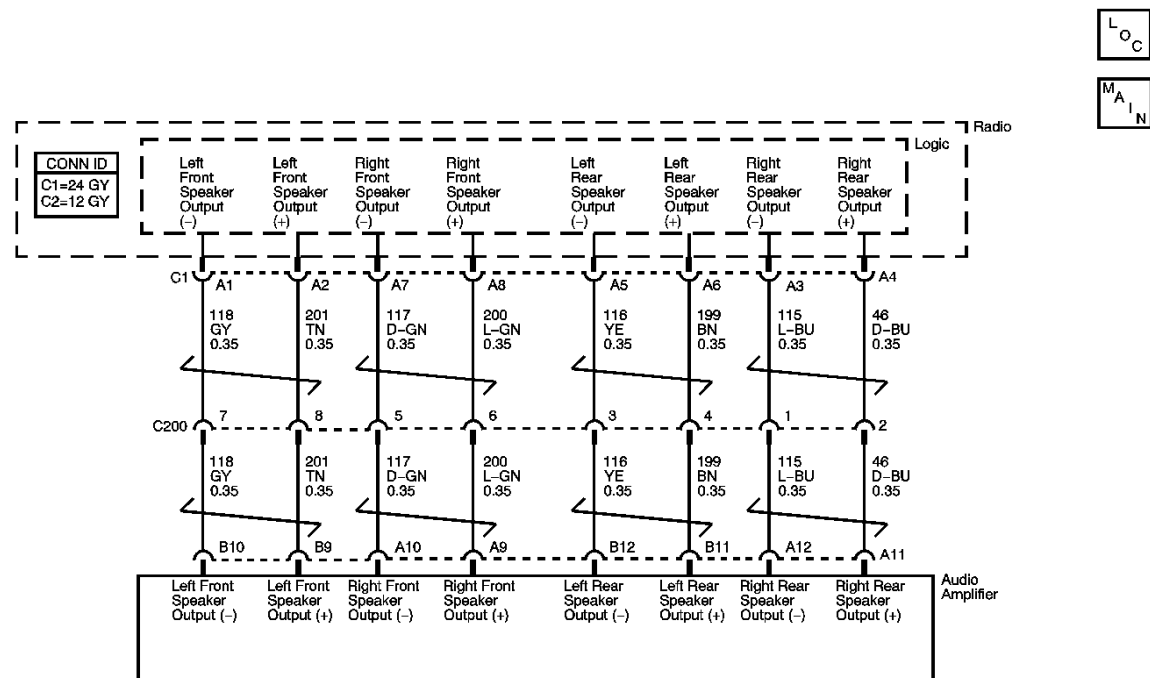 LOC
MAIN
Radio
Logic
CONN ID
C1=24 GY
C2=12 GY
Left
Front
Speaker
Output
(−)
Left
Front
Speaker
Output
(+)
Right
Front
Speaker
Output
(−)
Right
Front
Speaker
Output
(+)
Left
Rear
Speaker
Output
(−)
Left
Rear
Speaker
Output
(+)
Right
Rear
Speaker
Output
(−)
Right
Rear
Speaker
Output
(+)
C1 A1 A2 A7 A8 A5 A6 A3 A4
118 201 117 200 116 199 115 46
GY TN D−GN L−GN YE BN L−BU D−BU
0.35 0.35 0.35 0.35 0.35 0.35 0.35 0.35
C200 7 8 5 6 3 4 1 2
118 201 117 200 116 199 115 46
GY TN D−GN L−GN YE BN L−BU D−BU
0.35 0.35 0.35 0.35 0.35 0.35 0.35 0.35
B10 B9 A10 A9 B12 B11 A12 A11
Left Front
Speaker
Output (−)
Left Front
Speaker
Output (+)
Right Front
Speaker
Output (−)
Right Front
Speaker
Output (+)
Left Rear
Speaker
Output (−)
Left Rear
Speaker
Output (+)
Right Rear
Speaker
Output (−)
Right Rear
Speaker
Output (+)
Audio
Amplifier